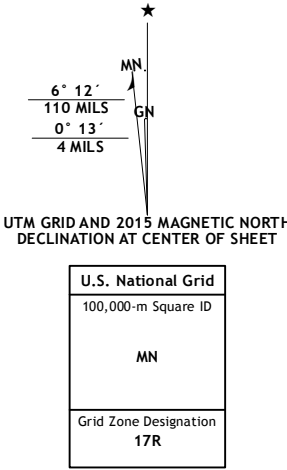 ★
MN
6° 12´
110 MILS
GN
0° 13´
4 MILS
UTM GRID AND 2015 MAGNETIC NORTH
DECLINATION AT CENTER OF SHEET
U.S. National Grid
100,000-m Square ID
MN
Grid Zone Designation
17R